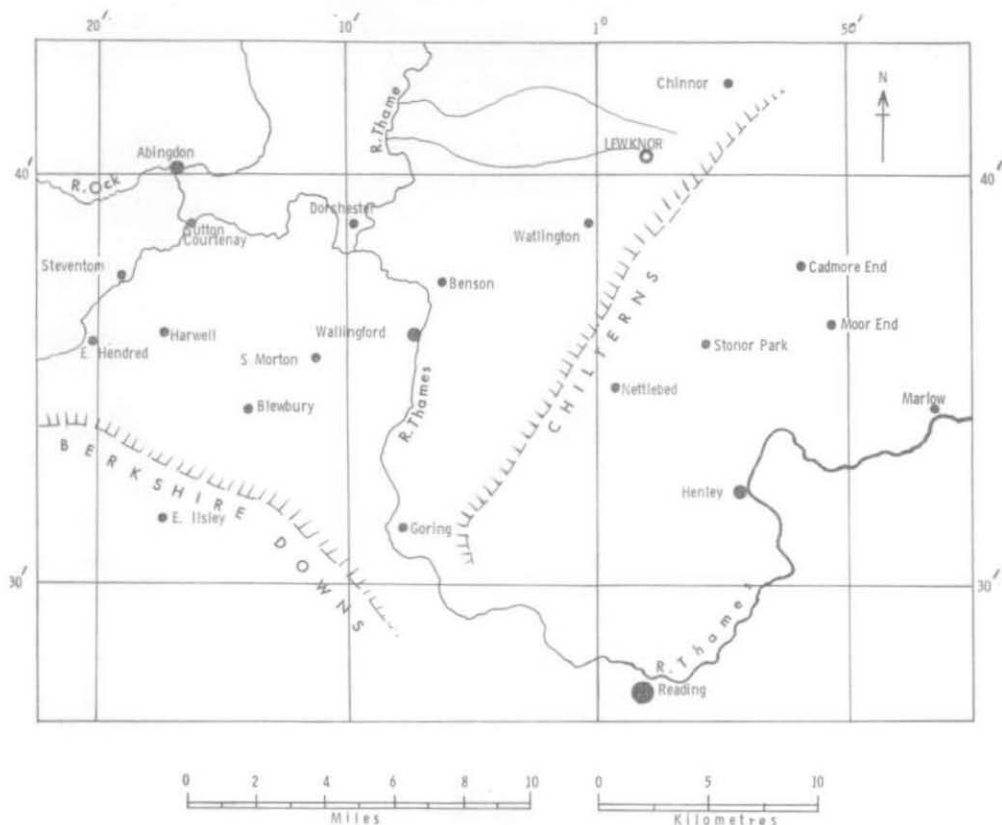 20′
10′
1°
50′
Chinnor
N
R. Thame
LEWKNOR
Abingdon
40′
40′
R. Ock
Dorchester
Sutton
Courtenay
Watlington
Steventom
Cadmore End
Benson
Harwell
Wallingford
Moor End
E. Hendred
S Morton
Stonor Park
CHILTERNS
Nettlebed
Blewbury
R. Thames
Marlow
BERKSHIRE DOWNS
Henley
E. Ilsley
Goring
30′
30′
R. Thames
Reading
0 2 4 6 8 10
Miles
0 5 10
Kilometres